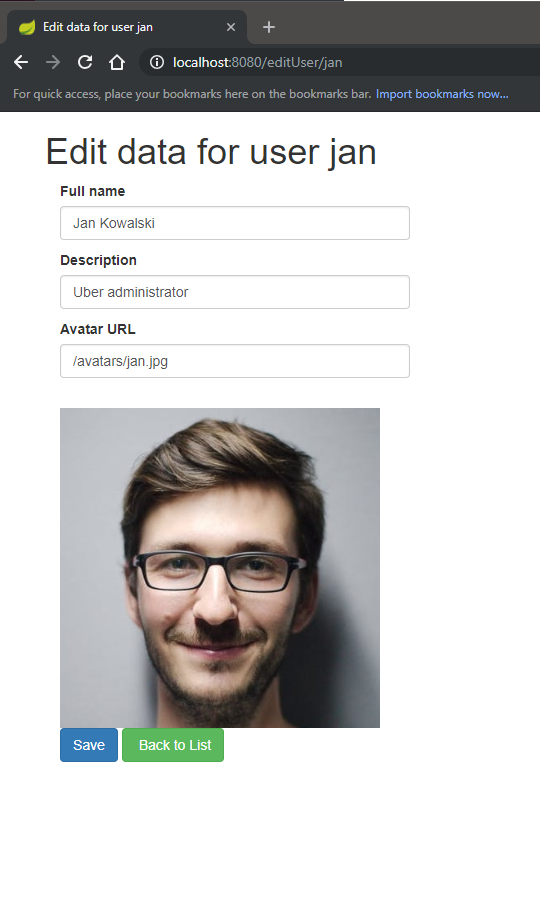 Edit data for user jan
localhost:8080/editUser/jan
For quick access, place your bookmarks here on the bookmarks bar. Import bookmarks now...
Edit data for user jan
Full name
Jan Kowalski
Description
Uber administrator
Avatar URL
/avatars/jan.jpg
Save Back to List